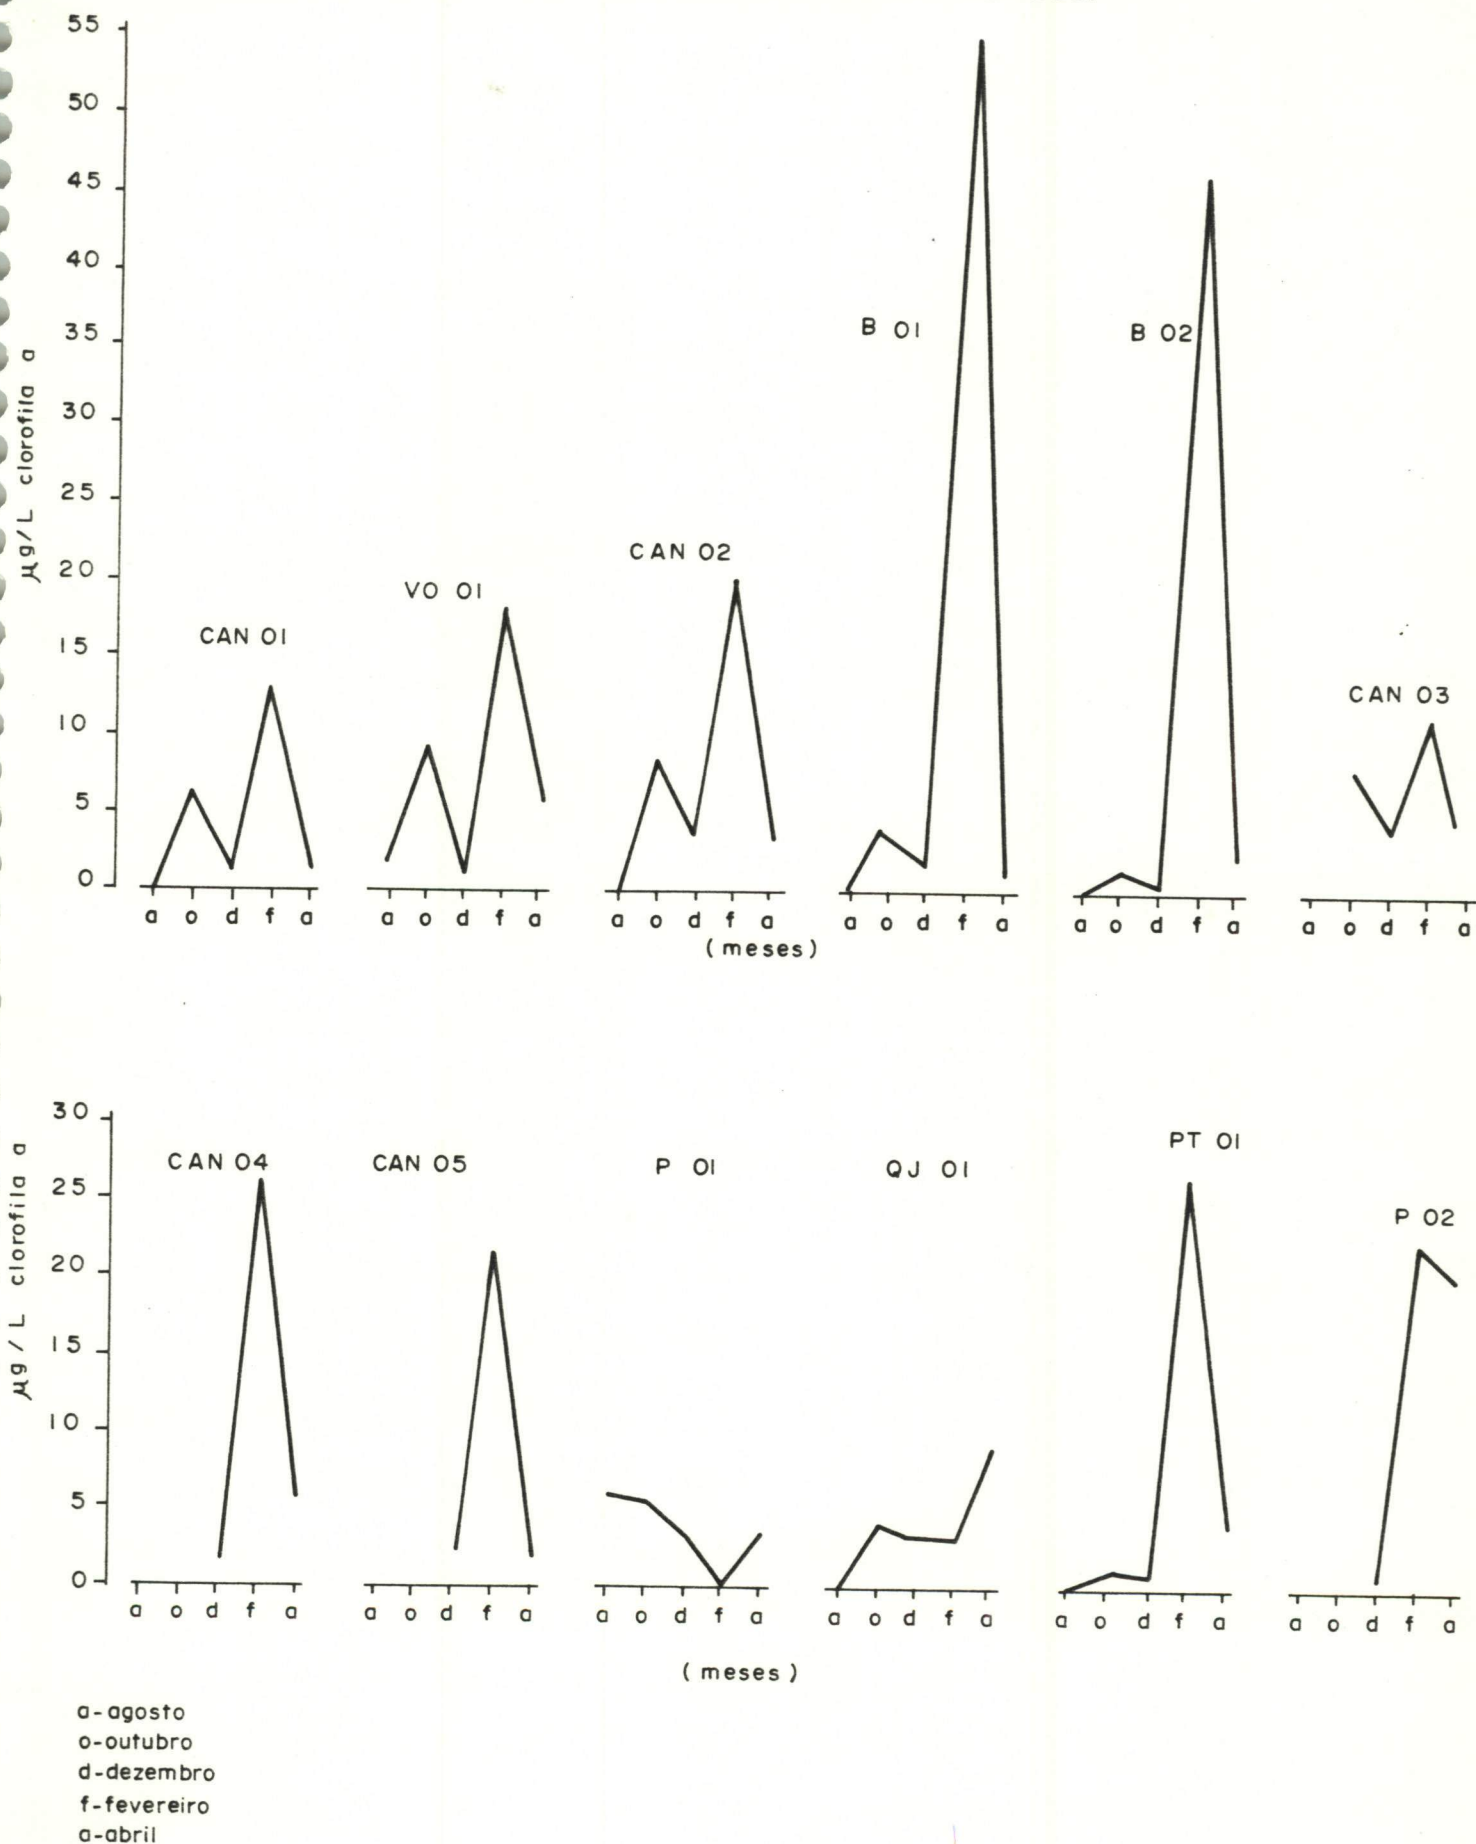 µg/L clorofila a
55
50
45
40
35
30
25
20
15
10
5
0
CAN 01
VO 01
CAN 02
B 01
B 02
CAN 03
a o d f a
a o d f a
a o d f a
a o d f a
a o d f a
a o d f a
(meses)
µg/L clorofila a
30
25
20
15
10
5
0
CAN 04
CAN 05
P 01
QJ 01
PT 01
P 02
a o d f a
a o d f a
a o d f a
a o d f a
a o d f a
a o d f a
(meses)
a-agosto
o-outubro
d-dezembro
f-fevereiro
a-abril